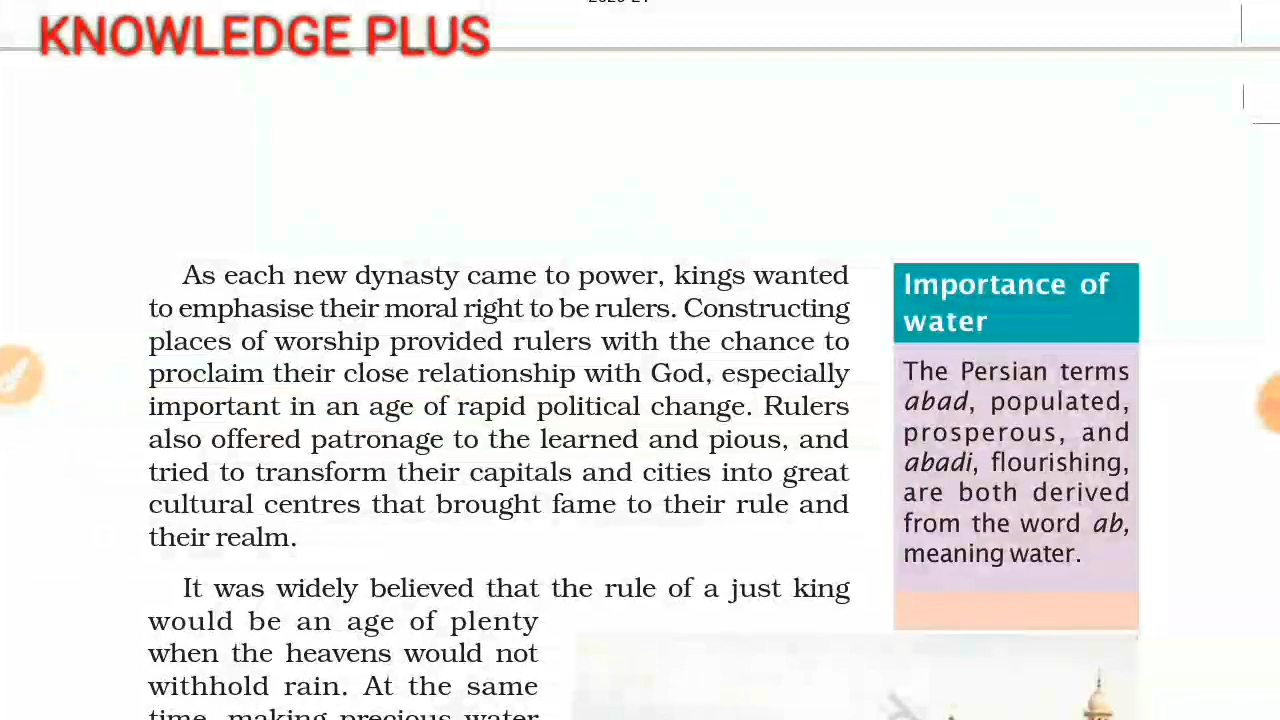 KNOWLEDGE PLUS
As each new dynasty came to power, kings wanted
to emphasise their moral right to be rulers. Constructing
places of worship provided rulers with the chance to
proclaim their close relationship with God, especially
important in an age of rapid political change. Rulers
also offered patronage to the learned and pious, and
tried to transform their capitals and cities into great
cultural centres that brought fame to their rule and
their realm.
It was widely believed that the rule of a just king
would be an age of plenty
when the heavens would not
withhold rain. At the same
time, making precious water
Importance of
water
The Persian terms
abad, populated,
prosperous, and
abadi, flourishing,
are both derived
from the word ab,
meaning water.